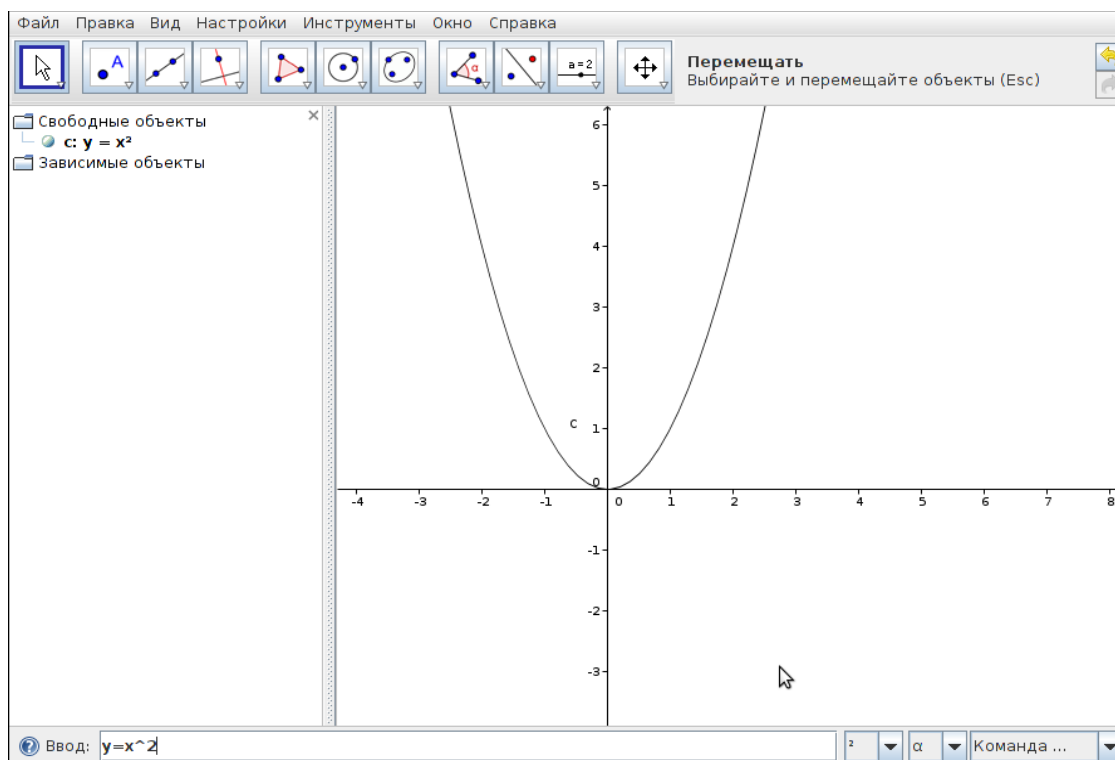 Файл Правка Вид Настройки Инструменты Окно Справка
A
α
a=2
Перемещать
Выбирайте и перемещайте объекты (Esc)
Свободные объекты
c: y = x²
Зависимые объекты
6
5
4
3
2
c
1
0
-4 -3 -2 -1 0 1 2 3 4 5 6 7 8
-1
-2
-3
Ввод: y=x^2 ² α Команда ...